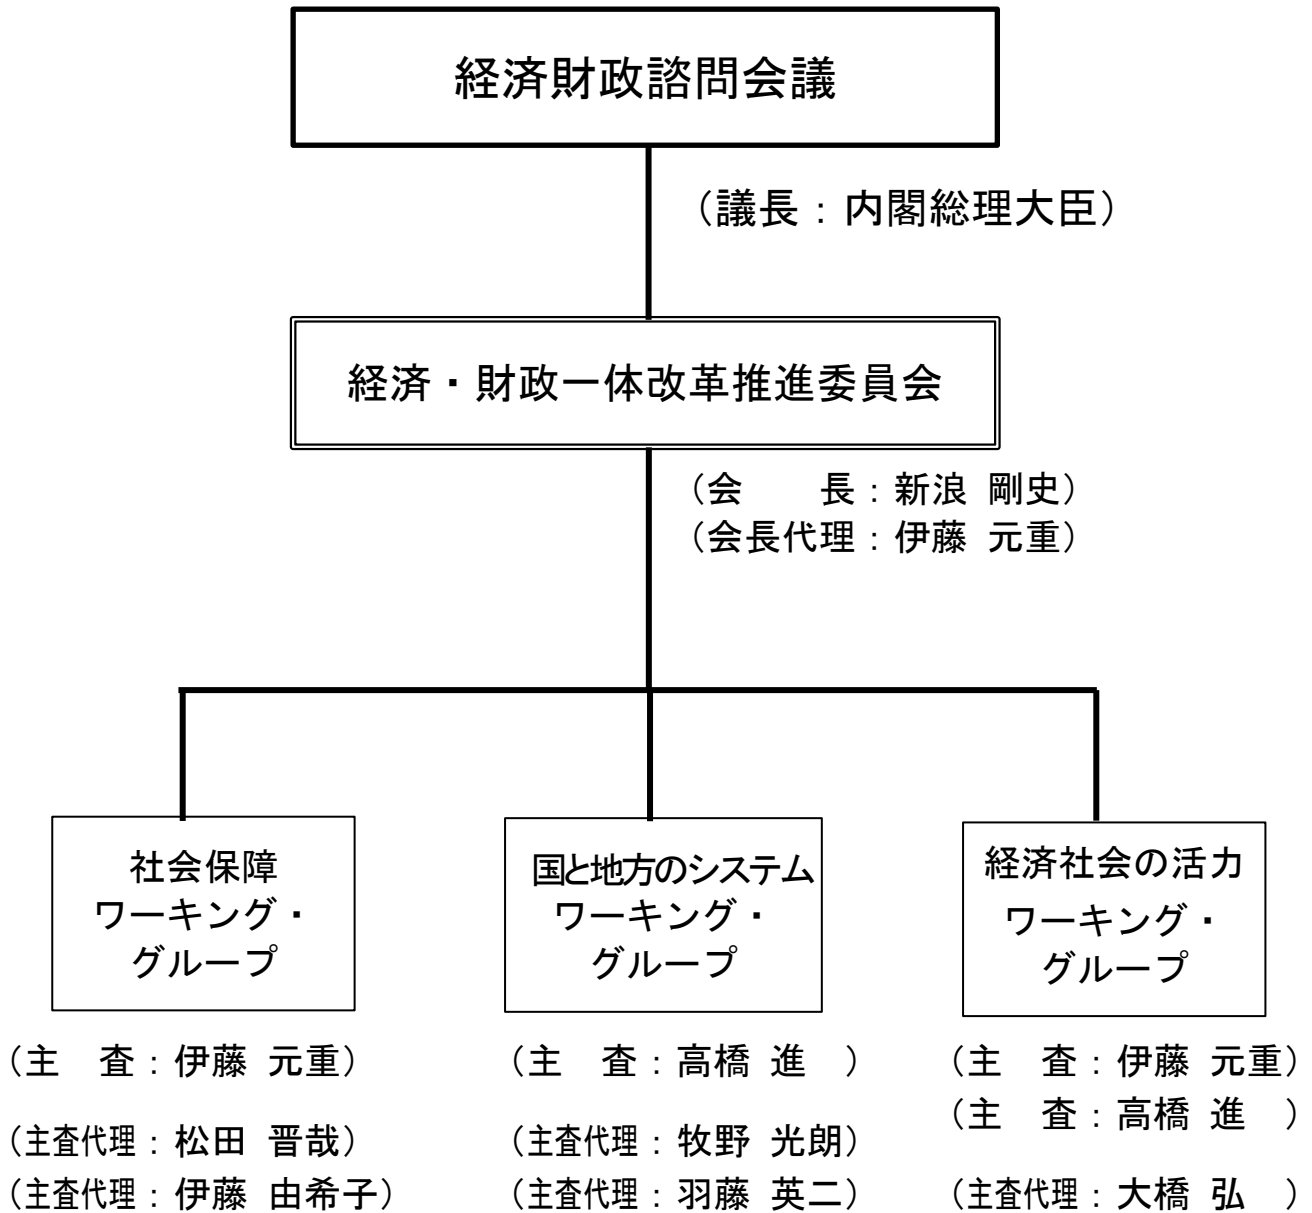 経済財政諮問会議
（議長：内閣総理大臣）
経済・財政一体改革推進委員会
（会　　長：新浪 剛史）
（会長代理：伊藤 元重）
社会保障
ワーキング・
グループ
（主　査：伊藤 元重）
（主査代理：松田 晋哉）
（主査代理：伊藤 由希子）
国と地方のシステム
ワーキング・
グループ
（主　査：高橋 進　）
（主査代理：牧野 光朗）
（主査代理：羽藤 英二）
経済社会の活力
ワーキング・
グループ
（主　査：伊藤 元重）
（主　査：高橋 進　）
（主査代理：大橋 弘　）